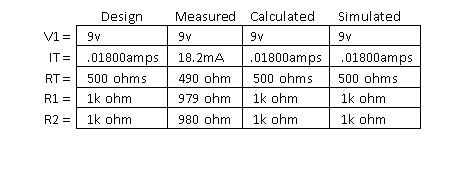 Design Measured Calculated Simulated
V1 = 9v 9v 9v 9v
IT = .01800amps 18.2mA .01800amps .01800amps
RT = 500 ohms 490 ohm 500 ohms 500 ohms
R1 = 1k ohm 979 ohm 1k ohm 1k ohm
R2 = 1k ohm 980 ohm 1k ohm 1k ohm